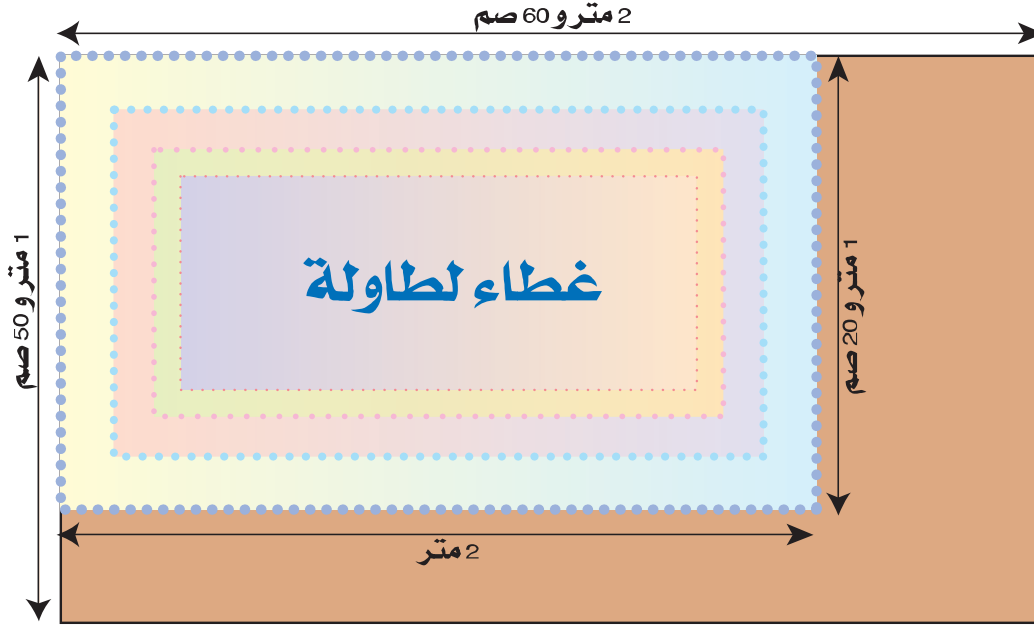 2 متر و 60 صم
1 متر و 50 صم
غطاء لطاولة
1 متر و 20 صم
2 متر